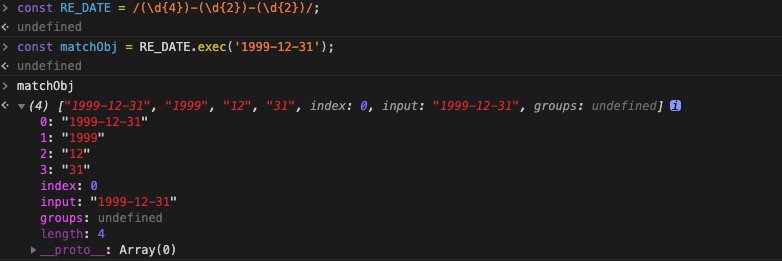 > const RE_DATE = /(\d{4})-(\d{2})-(\d{2})/;
< undefined
> const matchObj = RE_DATE.exec('1999-12-31');
< undefined
> matchObj
< ▼ (4) ["1999-12-31", "1999", "12", "31", index: 0, input: "1999-12-31", groups: undefined] i
0: "1999-12-31"
1: "1999"
2: "12"
3: "31"
index: 0
input: "1999-12-31"
groups: undefined
length: 4
▶ __proto__: Array(0)